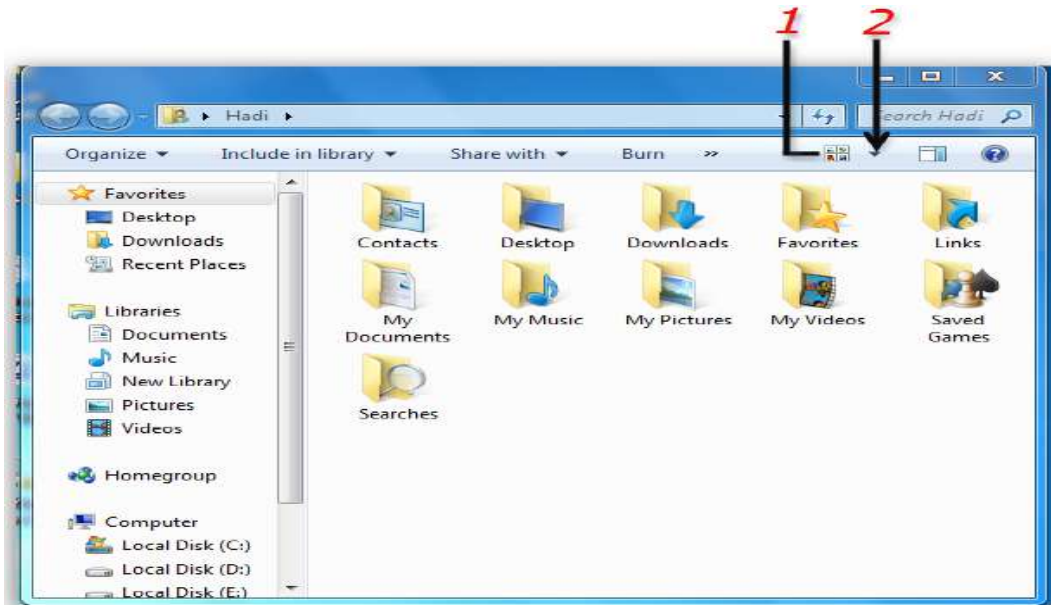 1 2
Hadi
Search Hadi
Organize Include in library Share with Burn »
Favorites
Desktop
Downloads
Recent Places
Libraries
Documents
Music
New Library
Pictures
Videos
Homegroup
Computer
Local Disk (C:)
Local Disk (D:)
Local Disk (E:)
Contacts Desktop Downloads Favorites Links
My Documents My Music My Pictures My Videos Saved Games
Searches